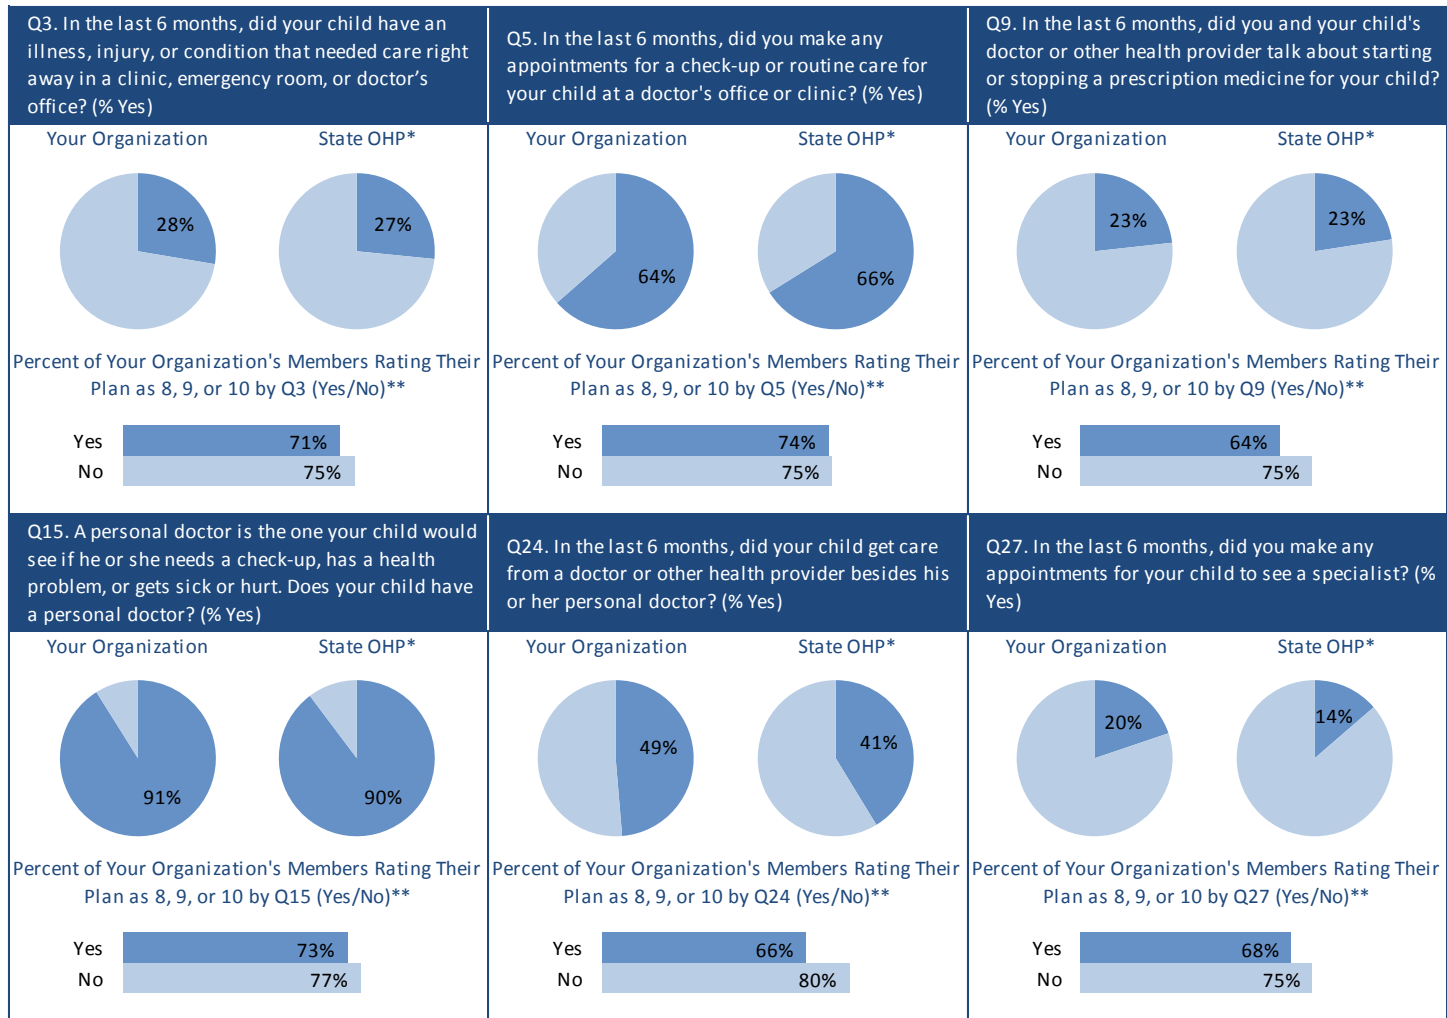 Q3. In the last 6 months, did your child have an
illness, injury, or condition that needed care right
away in a clinic, emergency room, or doctor’s
office? (% Yes)
Your Organization
State OHP*
28%
27%
Percent of Your Organization's Members Rating Their
Plan as 8, 9, or 10 by Q3 (Yes/No)**
Yes
71%
No
75%
Q5. In the last 6 months, did you make any
appointments for a check-up or routine care for
your child at a doctor's office or clinic? (% Yes)
Your Organization
State OHP*
64%
66%
Percent of Your Organization's Members Rating Their
Plan as 8, 9, or 10 by Q5 (Yes/No)**
Yes
74%
No
75%
Q9. In the last 6 months, did you and your child's
doctor or other health provider talk about starting
or stopping a prescription medicine for your child?
(% Yes)
Your Organization
State OHP*
23%
23%
Percent of Your Organization's Members Rating Their
Plan as 8, 9, or 10 by Q9 (Yes/No)**
Yes
64%
No
75%
Q15. A personal doctor is the one your child would
see if he or she needs a check-up, has a health
problem, or gets sick or hurt. Does your child have
a personal doctor? (% Yes)
Your Organization
State OHP*
91%
90%
Percent of Your Organization's Members Rating Their
Plan as 8, 9, or 10 by Q15 (Yes/No)**
Yes
73%
No
77%
Q24. In the last 6 months, did your child get care
from a doctor or other health provider besides his
or her personal doctor? (% Yes)
Your Organization
State OHP*
49%
41%
Percent of Your Organization's Members Rating Their
Plan as 8, 9, or 10 by Q24 (Yes/No)**
Yes
66%
No
80%
Q27. In the last 6 months, did you make any
appointments for your child to see a specialist? (%
Yes)
Your Organization
State OHP*
20%
14%
Percent of Your Organization's Members Rating Their
Plan as 8, 9, or 10 by Q27 (Yes/No)**
Yes
68%
No
75%